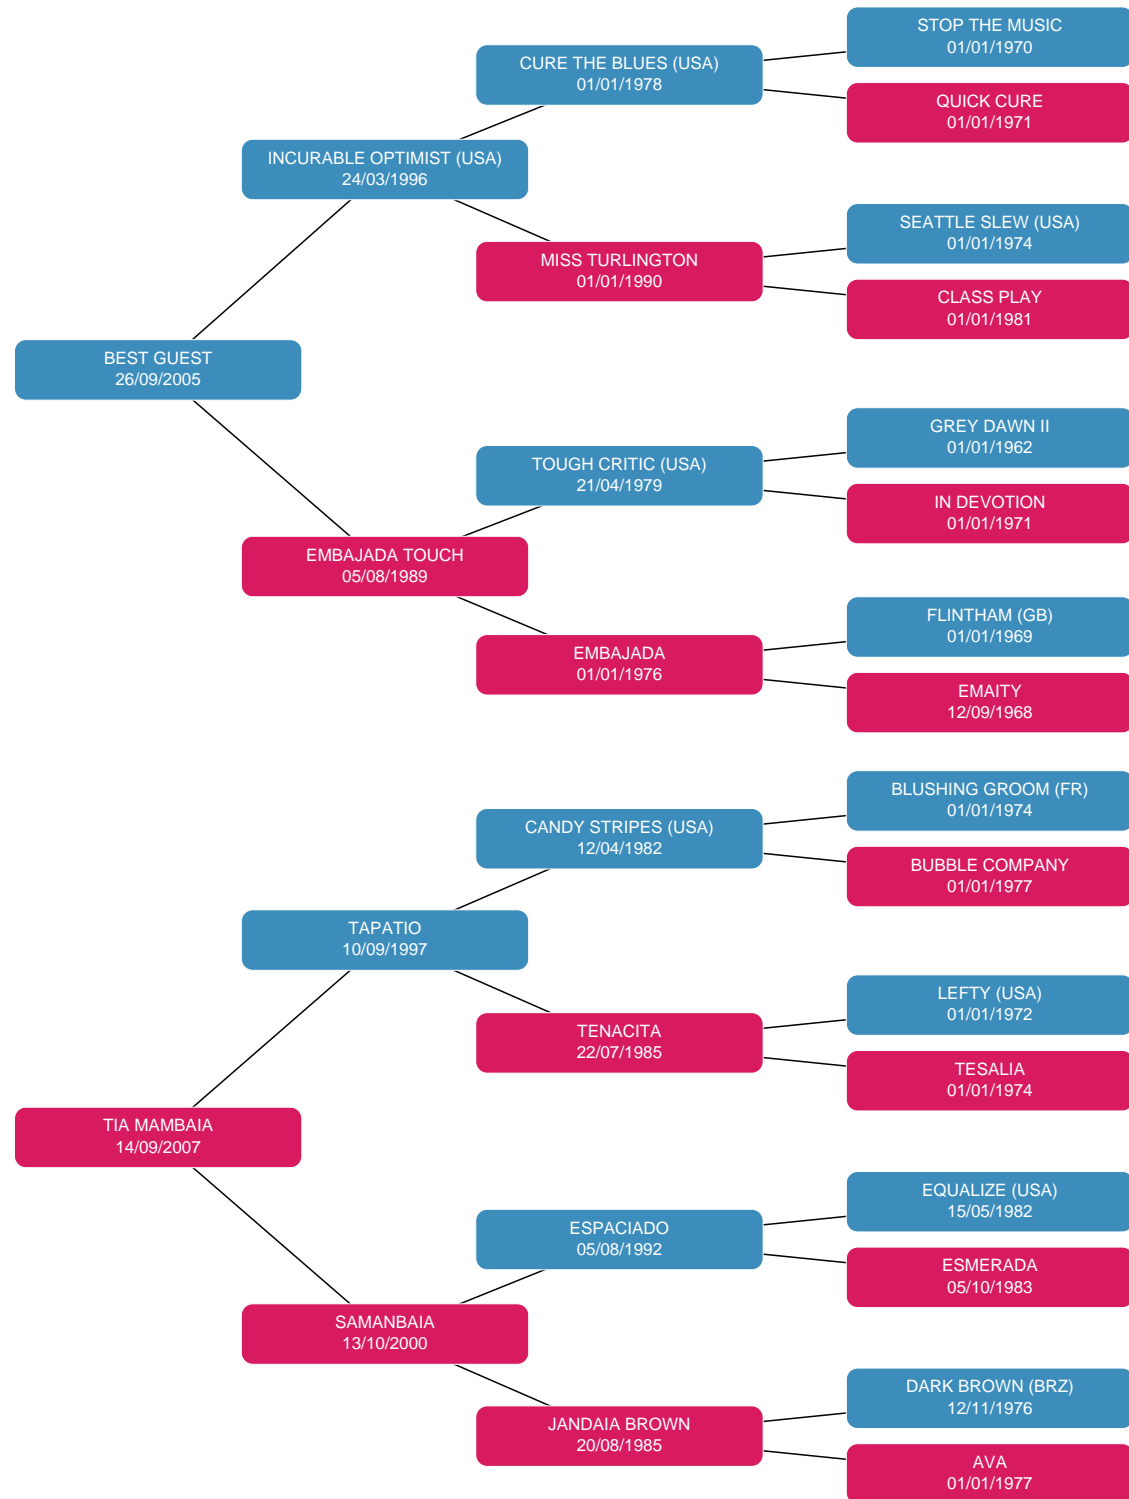 STOP THE MUSIC
01/01/1970
CURE THE BLUES (USA)
01/01/1978
QUICK CURE
01/01/1971
INCURABLE OPTIMIST (USA)
24/03/1996
SEATTLE SLEW (USA)
01/01/1974
MISS TURLINGTON
01/01/1990
CLASS PLAY
01/01/1981
BEST GUEST
26/09/2005
GREY DAWN II
01/01/1962
TOUGH CRITIC (USA)
21/04/1979
IN DEVOTION
01/01/1971
EMBAJADA TOUCH
05/08/1989
FLINTHAM (GB)
01/01/1969
EMBAJADA
01/01/1976
EMAITY
12/09/1968
BLUSHING GROOM (FR)
01/01/1974
CANDY STRIPES (USA)
12/04/1982
BUBBLE COMPANY
01/01/1977
TAPATIO
10/09/1997
LEFTY (USA)
01/01/1972
TENACITA
22/07/1985
TESALIA
01/01/1974
TIA MAMBAIA
14/09/2007
EQUALIZE (USA)
15/05/1982
ESPACIADO
05/08/1992
ESMERADA
05/10/1983
SAMANBAIA
13/10/2000
DARK BROWN (BRZ)
12/11/1976
JANDAIA BROWN
20/08/1985
AVA
01/01/1977